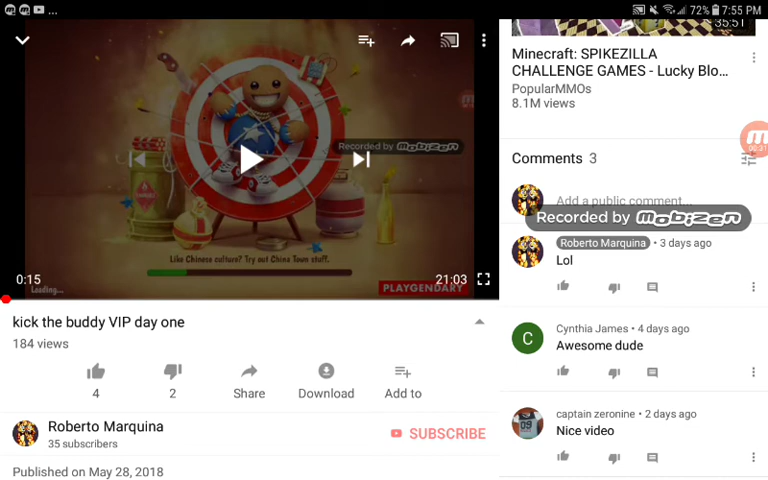 ... 72% 7:55 PM
35:51
Minecraft: SPIKEZILLA
CHALLENGE GAMES - Lucky Blo...
PopularMMOs
8.1M views
Recorded by mobizen
Like Chinese culture? Try out China Town stuff.
Loading...
PLAYGENDARY
0:15 21:03
kick the buddy VIP day one
184 views
4 2 Share Download Add to
Roberto Marquina
35 subscribers
SUBSCRIBE
Published on May 28, 2018
00:31
Comments 3
Add a public comment...
Recorded by mobizen
Roberto Marquina • 3 days ago
Lol
C
Cynthia James • 4 days ago
Awesome dude
captain zeronine • 2 days ago
09
Nice video